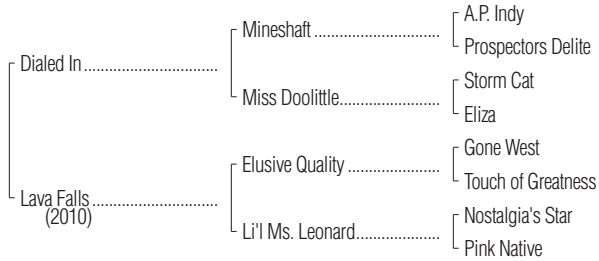 A.P. Indy
Mineshaft
Prospectors Delite
Dialed In
Storm Cat
Miss Doolittle
Eliza
Gone West
Elusive Quality
Touch of Greatness
Lava Falls
(2010)
Nostalgia's Star
Li'l Ms. Leonard
Pink Native